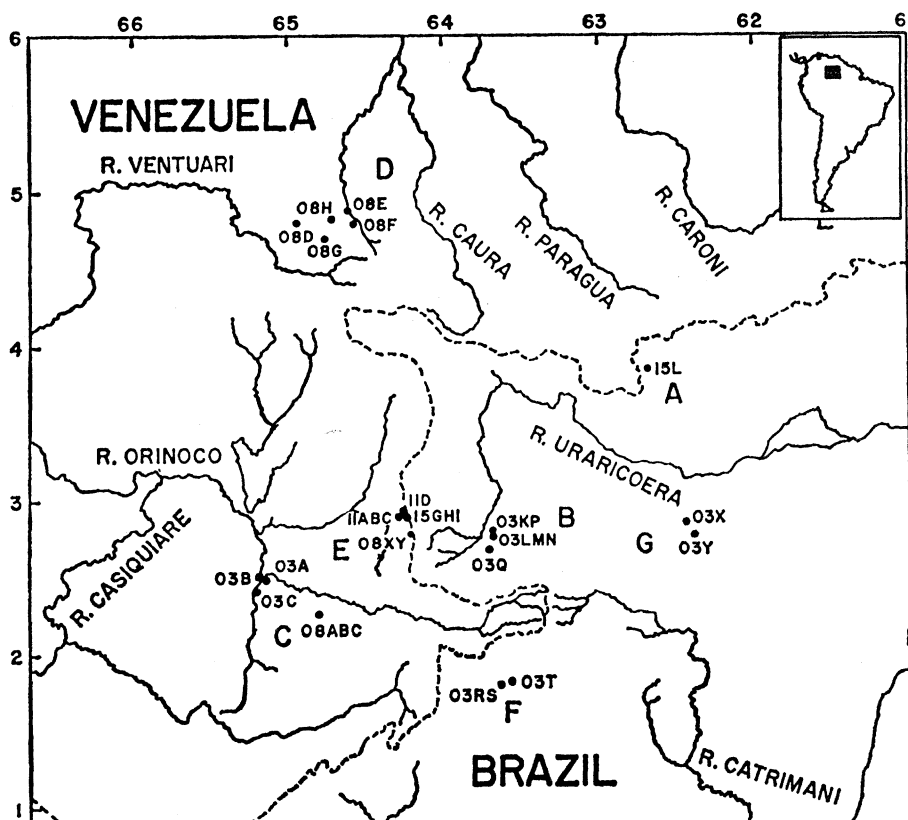 66 65 64 63 62 6
6
VENEZUELA
R. VENTUARI
D
5
08H
08E
08D
08F
08G
R. CAURA
R. PARAGUA
R. CARONI
4
15L
A
R. ORINOCO
R. URARICOERA
3
11D
11ABC
15GHI
08XY
E
03KP
03LMN
03Q
B
03X
G
03Y
R. CASIQUIARE
03B
03A
03C
C
08ABC
2
03RS
03T
F
BRAZIL
R. CATRIMANI
1